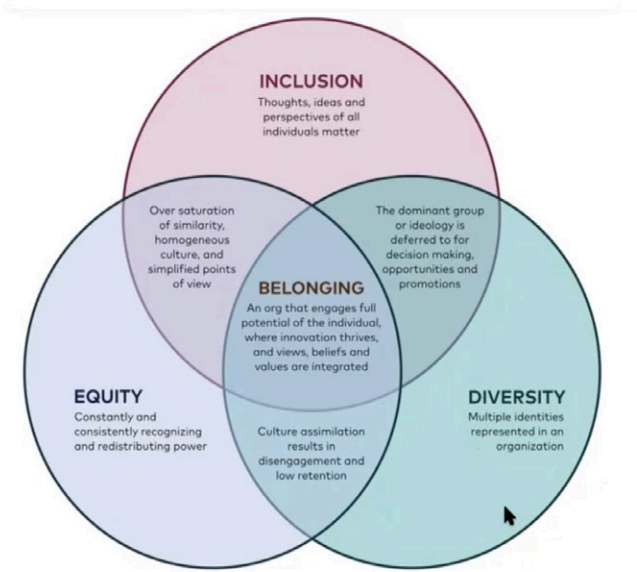 INCLUSION
Thoughts, ideas and
perspectives of all
individuals matter
Over saturation
of similarity,
homogeneous
culture, and
simplified points
of view
The dominant group
or ideology is
deferred to for
decision making,
opportunities and
promotions
BELONGING
An org that engages full
potential of the individual,
where innovation thrives,
and views, beliefs and
values are integrated
EQUITY
Constantly and
consistently recognizing
and redistributing power
DIVERSITY
Multiple identities
represented in an
organization
Culture assimilation
results in
disengagement and
low retention